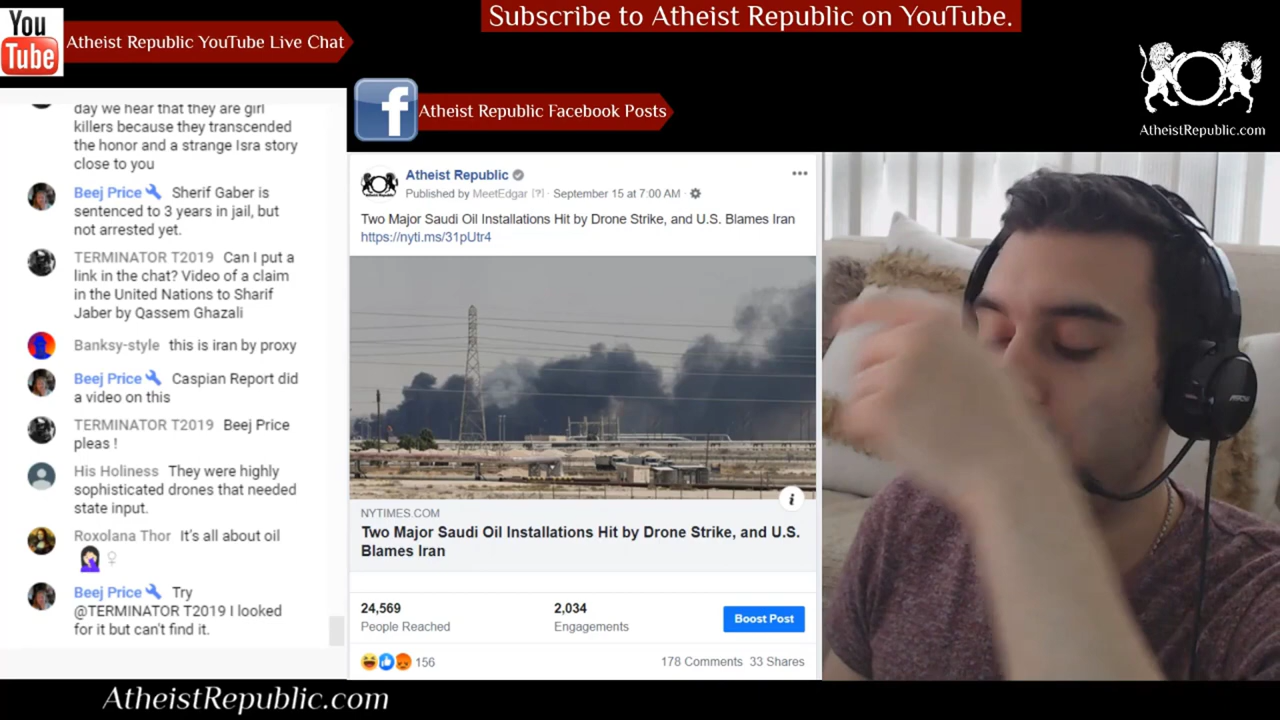 Subscribe to Atheist Republic on YouTube.
You
Tube
Atheist Republic YouTube Live Chat
AtheistRepublic.com
Atheist Republic Facebook Posts
day we hear that they are girl
killers because they transcended
the honor and a strange Isra story
close to you
Beej Price Sherif Gaber is
sentenced to 3 years in jail, but
not arrested yet.
TERMINATOR T2019 Can I put a
link in the chat? Video of a claim
in the United Nations to Sharif
Jaber by Qassem Ghazali
Banksy-style this is iran by proxy
Beej Price Caspian Report did
a video on this
TERMINATOR T2019 Beej Price
pleas !
His Holiness They were highly
sophisticated drones that needed
state input.
Roxolana Thor It's all about oil
Beej Price Try
@TERMINATOR T2019 I looked
for it but can't find it.
Atheist Republic
Published by MeetEdgar [?] · September 15 at 7:00 AM ·
Two Major Saudi Oil Installations Hit by Drone Strike, and U.S. Blames Iran
https://nyti.ms/31pUtr4
NYTIMES.COM
Two Major Saudi Oil Installations Hit by Drone Strike, and U.S.
Blames Iran
24,569
People Reached
2,034
Engagements
Boost Post
156
178 Comments 33 Shares
AtheistRepublic.com